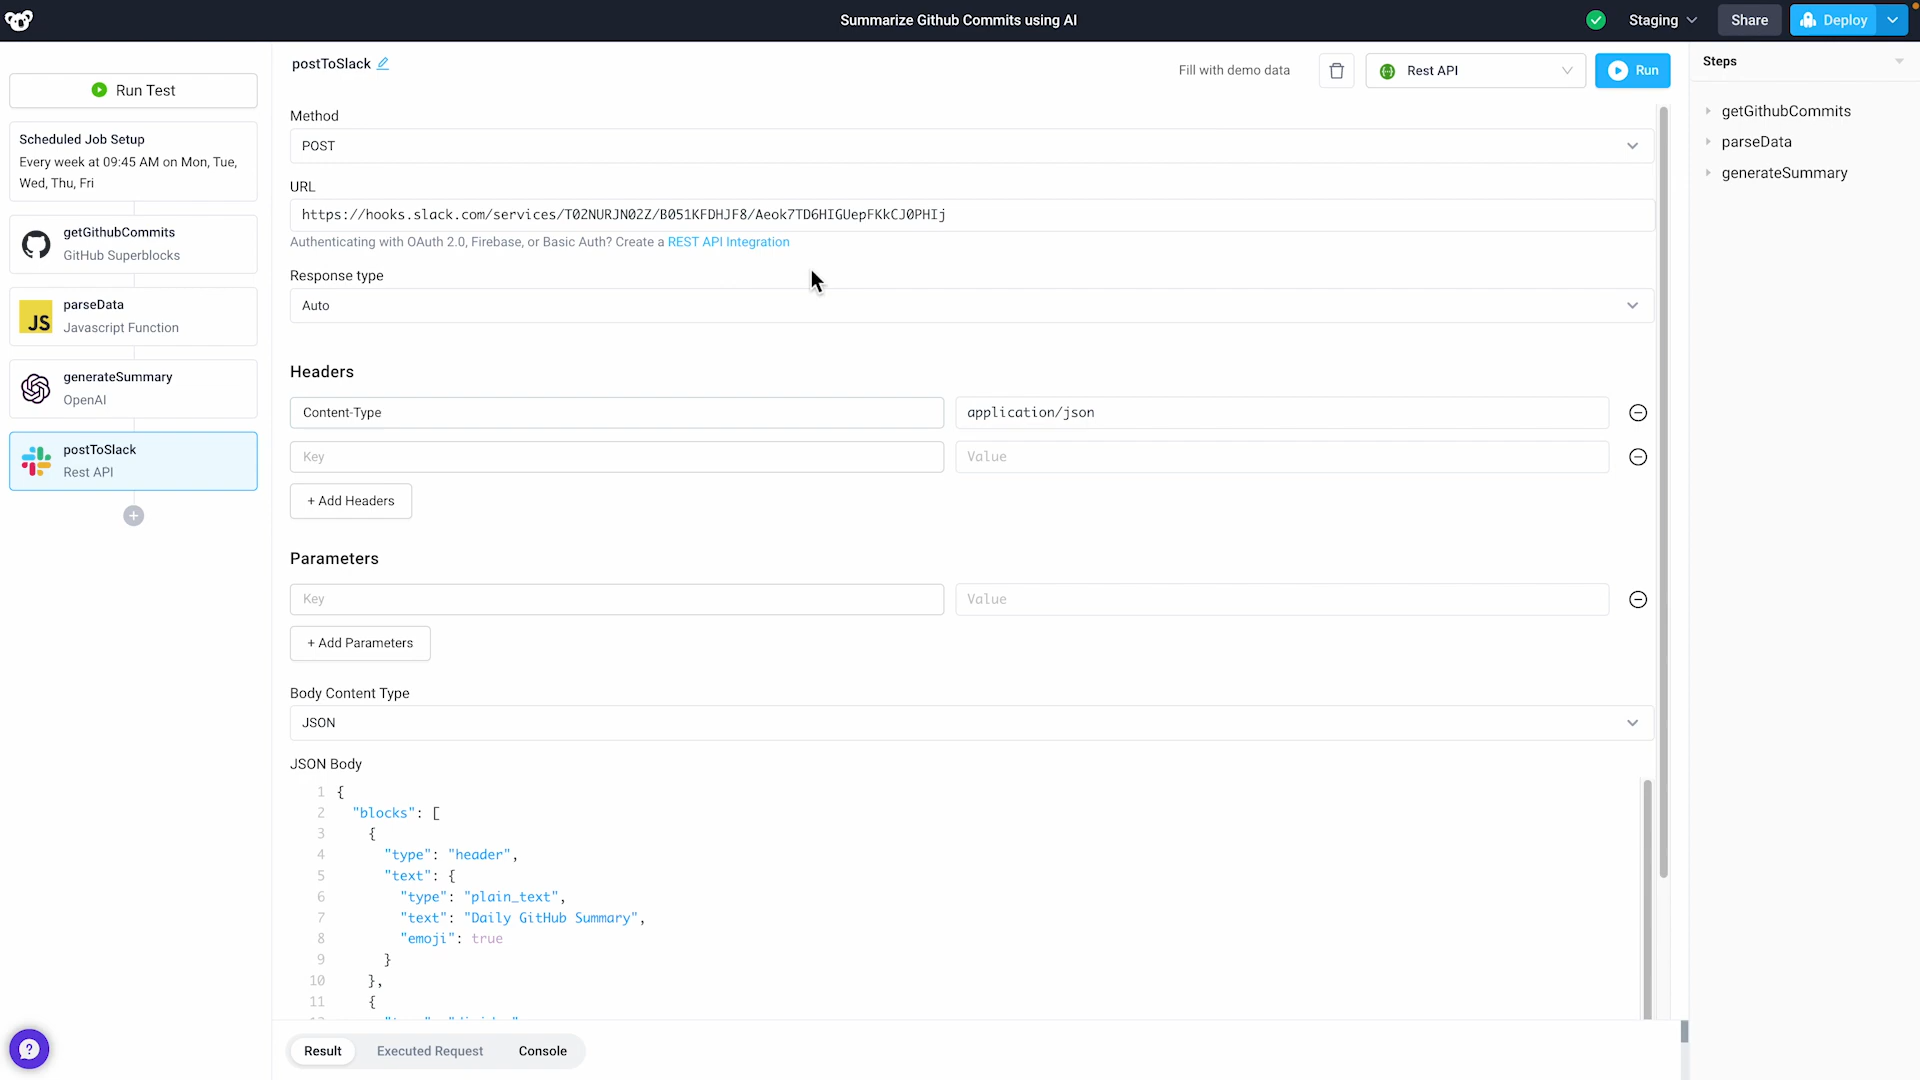 Summarize Github Commits using AI
Staging
Share
Deploy
Run Test
Scheduled Job Setup
Every week at 09:45 AM on Mon, Tue,
Wed, Thu, Fri
getGithubCommits
GitHub Superblocks
JS
parseData
Javascript Function
generateSummary
OpenAI
postToSlack
Rest API
postToSlack
Fill with demo data
Rest API
Run
Method
POST
URL
https://hooks.slack.com/services/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
Authenticating with OAuth 2.0, Firebase, or Basic Auth? Create a REST API Integration
Response type
Auto
Headers
Content-Type
application/json
Key
Value
+ Add Headers
Parameters
Key
Value
+ Add Parameters
Body Content Type
JSON
JSON Body
1 {
2 "blocks": [
3 {
4 "type": "header",
5 "text": {
6 "type": "plain_text",
7 "text": "Daily GitHub Summary",
8 "emoji": true
9 }
10 },
11 {
Result
Executed Request
Console
Steps
getGithubCommits
parseData
generateSummary